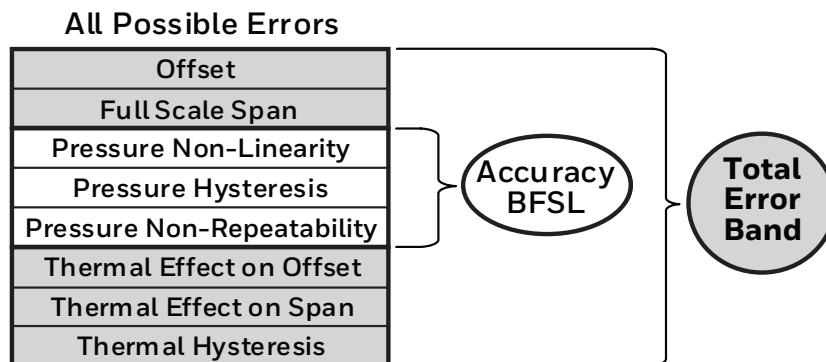 All Possible Errors
Offset
Full Scale Span
Pressure Non-Linearity
Pressure Hysteresis
Pressure Non-Repeatability
Thermal Effect on Offset
Thermal Effect on Span
Thermal Hysteresis
Accuracy
BFSL
Total
Error
Band